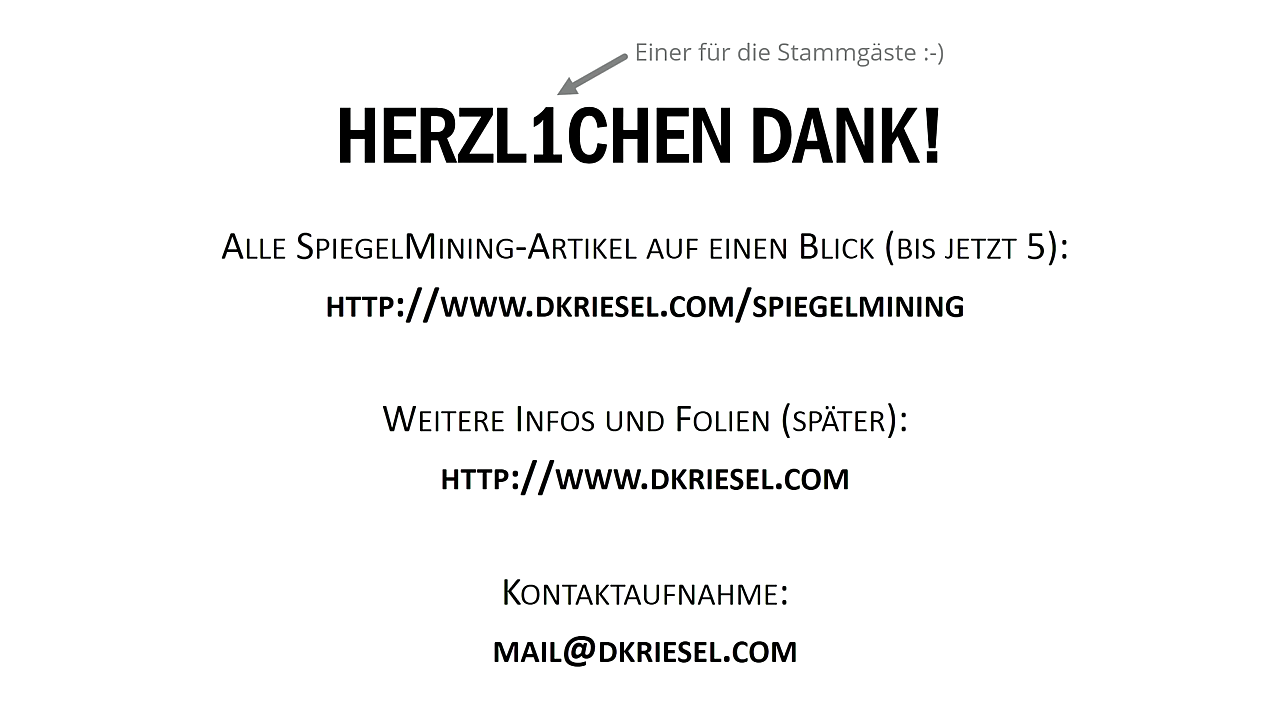 Einer für die Stammgäste :-)
HERZL1CHEN DANK!
Alle SpiegelMining-Artikel auf einen Blick (bis jetzt 5):
http://www.dkriesel.com/spiegelmining
Weitere Infos und Folien (später):
http://www.dkriesel.com
Kontaktaufnahme:
mail@dkriesel.com